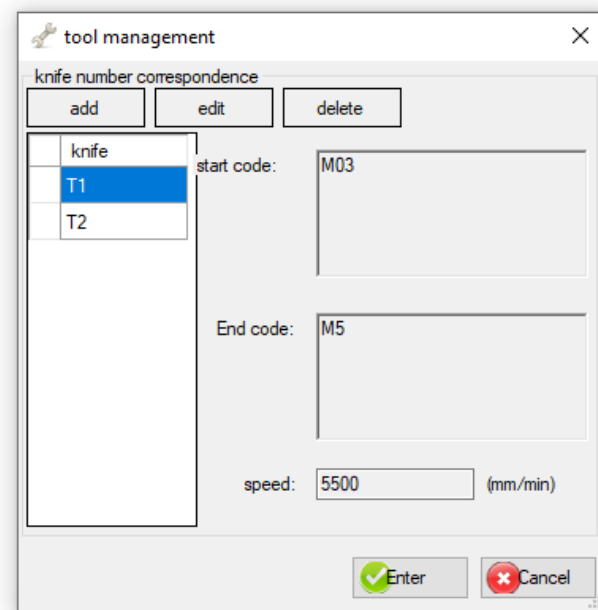 tool management
knife number correspondence
add edit delete
knife
T1
T2
start code: M03
End code: M5
speed: 5500 (mm/min)
Enter Cancel